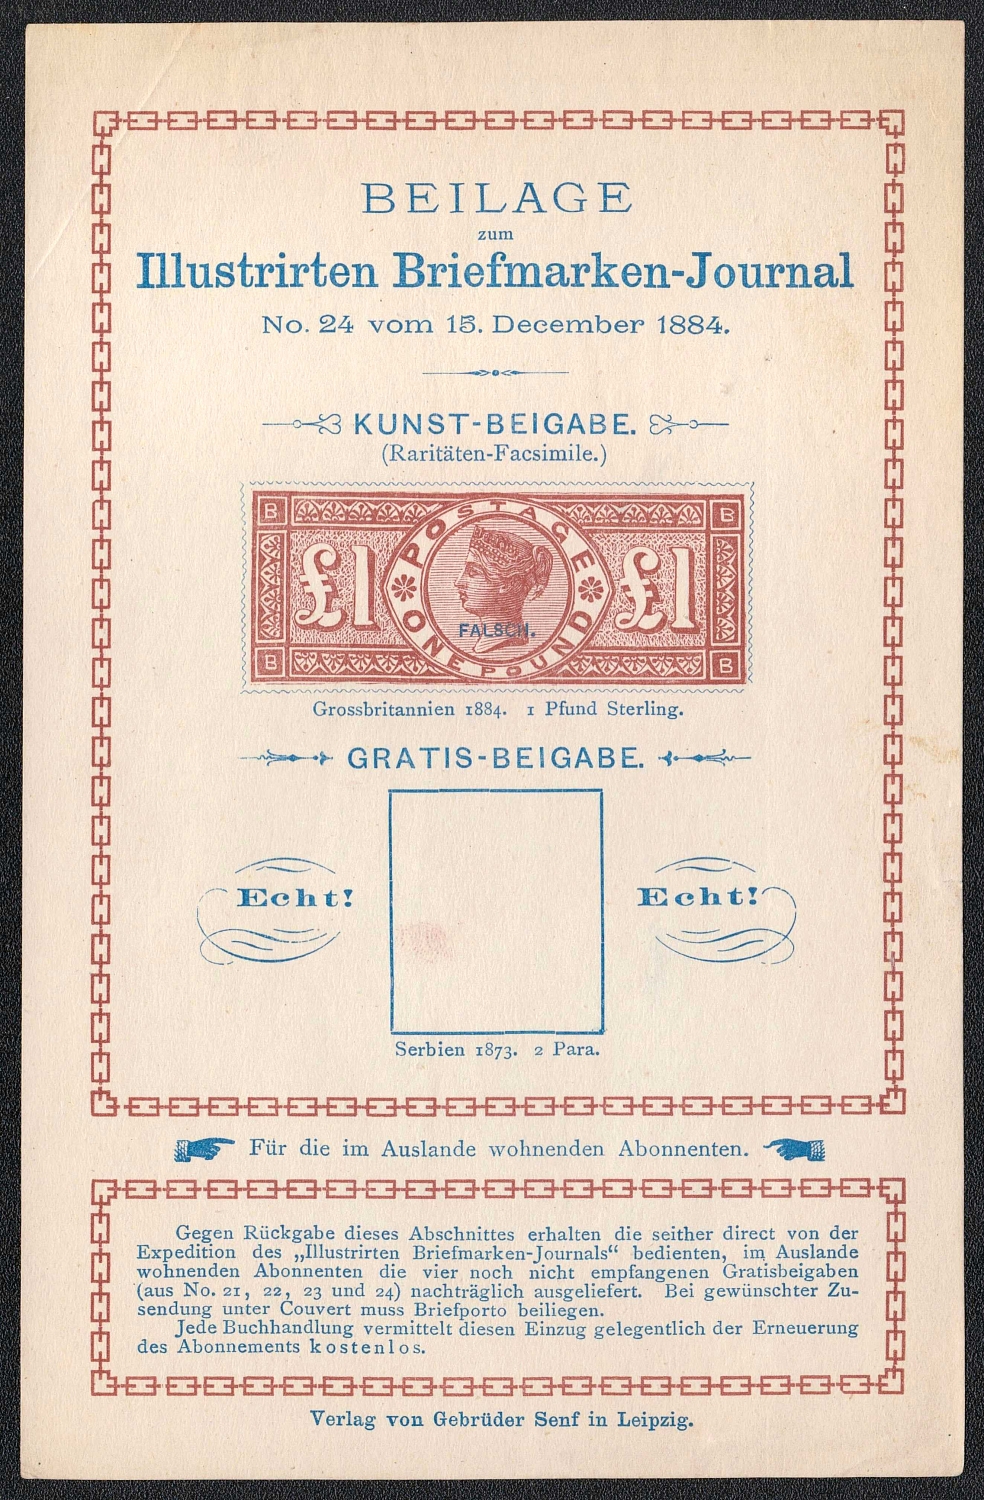 BEILAGE
zum
Illustrirten Briefmarken-Journal
No. 24 vom 15. December 1884.
KUNST-BEIGABE.
(Raritäten-Facsimile.)
B B
POSTAGE
£1 £1
FALSCH.
ONE POUND
B B
Grossbritannien 1884. 1 Pfund Sterling.
GRATIS-BEIGABE.
Echt! Echt!
Serbien 1873. 2 Para.
Für die im Auslande wohnenden Abonnenten.
Gegen Rückgabe dieses Abschnittes erhalten die seither direct von der
Expedition des „Illustrirten Briefmarken-Journals“ bedienten, im Auslande
wohnenden Abonnenten die vier noch nicht empfangenen Gratisbeigaben
(aus No. 21, 22, 23 und 24) nachträglich ausgeliefert. Bei gewünschter Zu-
sendung unter Couvert muss Briefporto beiliegen.
Jede Buchhandlung vermittelt diesen Einzug gelegentlich der Erneuerung
des Abonnements kostenlos.
Verlag von Gebrüder Senf in Leipzig.